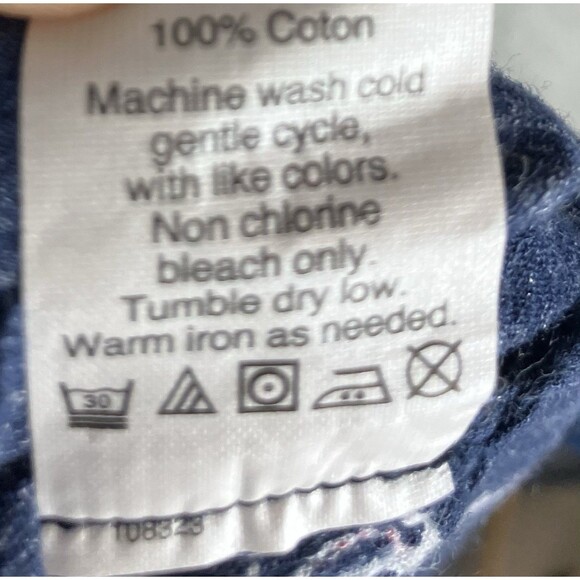 100% Coton
Machine wash cold
gentle cycle,
with like colors.
Non chlorine
bleach only.
Tumble dry low.
Warm iron as needed.
30
108323